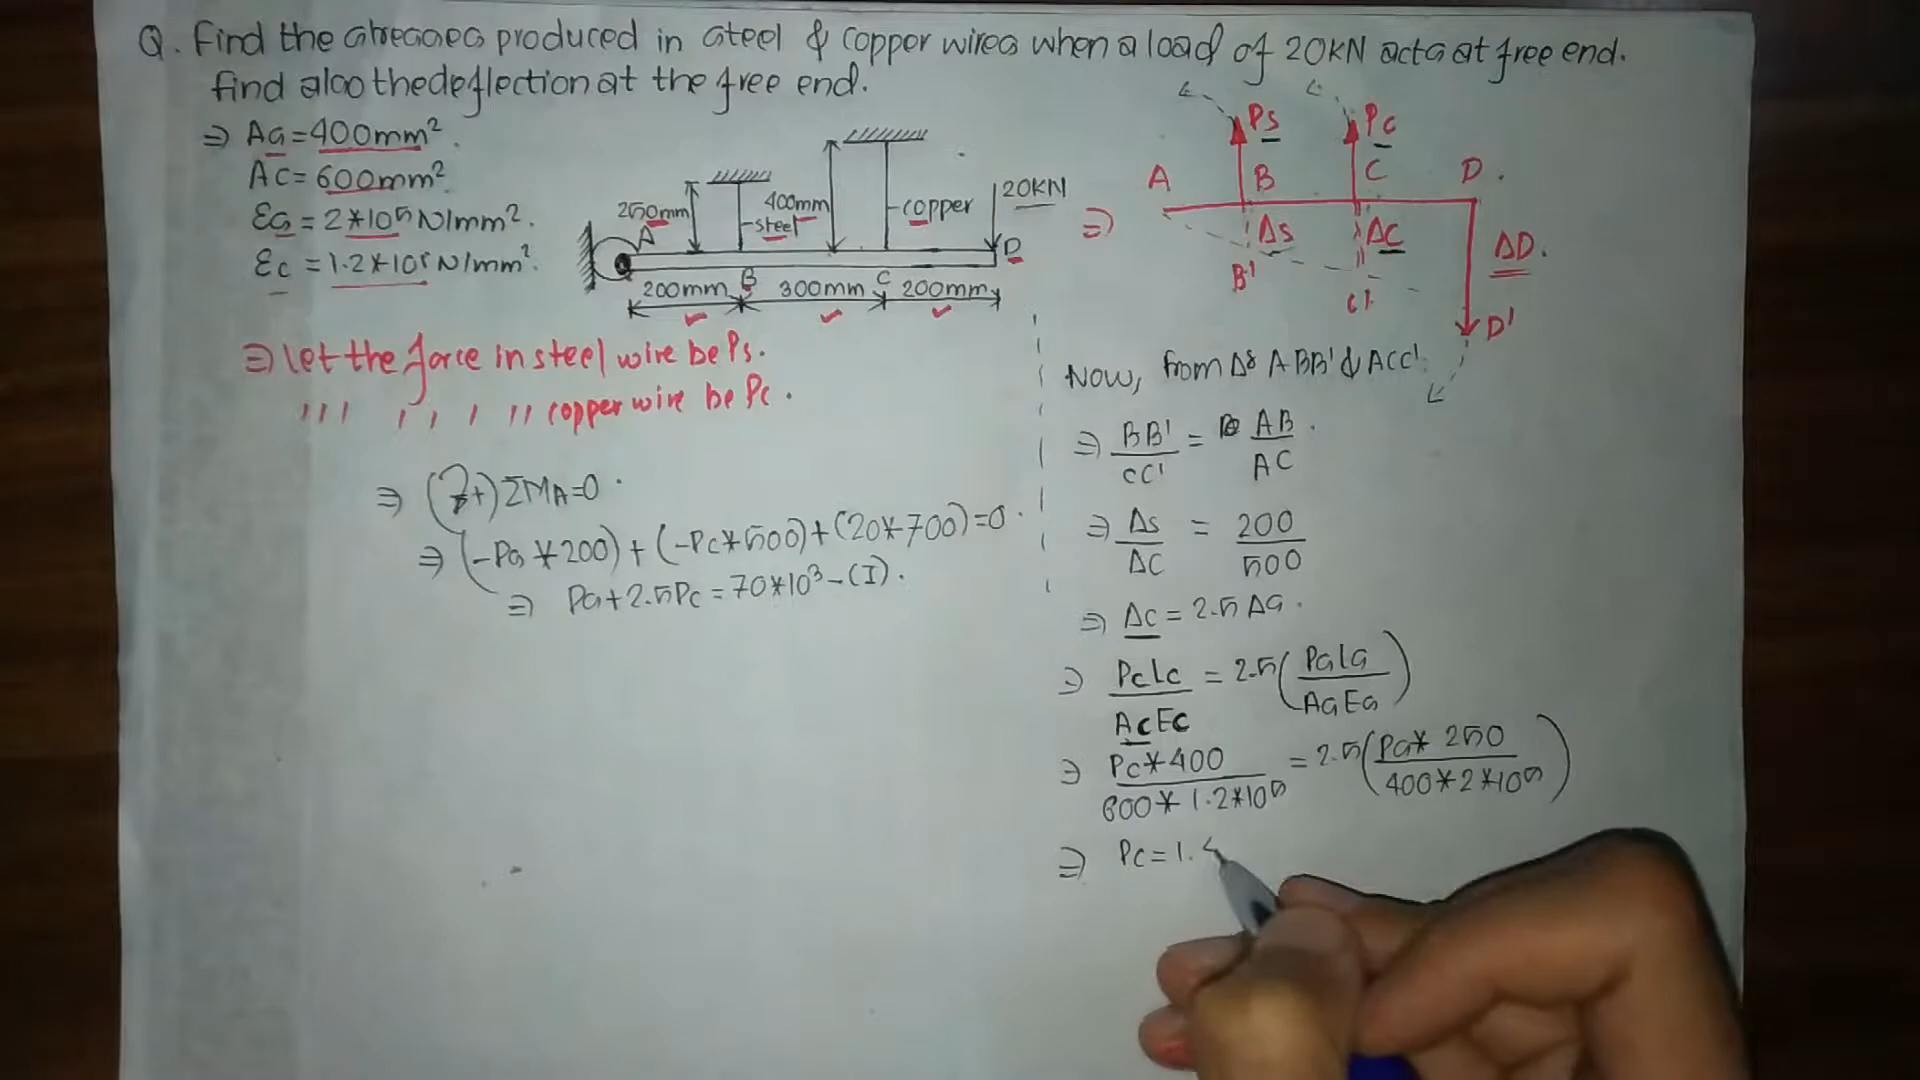 Q. Find the stresses produced in steel & copper wires when a load of 20KN acts at free end.
find also the deflection at the free end.
⇒ As=400mm².
Ac=600mm².
Es = 2*10⁵ N/mm².
Ec = 1.2*10⁵ N/mm².
250mm
steel
400mm
copper
20KN
A
B
C
D
200mm
300mm
200mm
⇒
Ps
Pc
A
B
C
D.
Δs
Δc
ΔD.
B'
C'.
D'
⇒ let the force in steel wire be Ps.
''' ' ' ' '' copper wire be Pc.
⇒ (+) ΣMA=0.
⇒ (-Ps*200) + (-Pc*500)+(20*700)=0.
⇒ Ps+2.5Pc=70*10³-(I).
Now, from Δs ABB' & ACC'.
⇒ BB'/CC' = AB/AC.
⇒ Δs/ΔC = 200/500
⇒ Δc = 2.5 Δs.
⇒ PcLc/AcEc = 2.5(PsLs/AsEs)
⇒ Pc*400/600*1.2*10⁵ = 2.5(Ps*250/400*2*10⁵)
⇒ Pc=1.